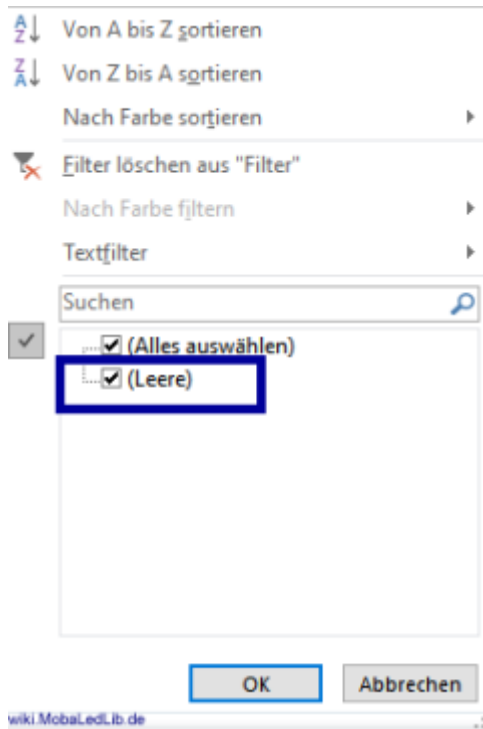 Von A bis Z sortieren
Von Z bis A sortieren
Nach Farbe sortieren
Filter löschen aus "Filter"
Nach Farbe filtern
Textfilter
Suchen
(Alles auswählen)
(Leere)
OK Abbrechen
wiki.MobaLedLib.de